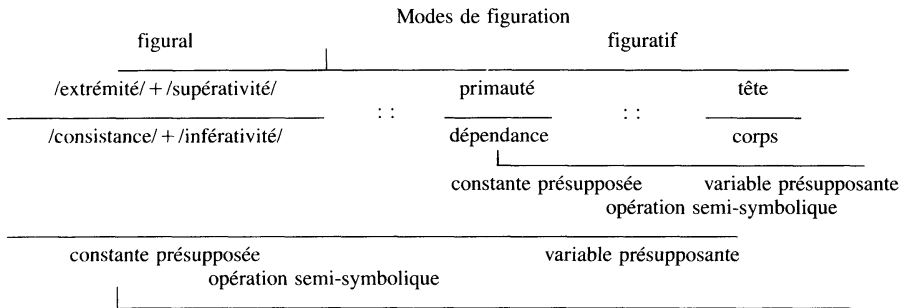 Modes de figuration
figural figuratif
/extrémité/ + /supérativité/ primauté tête
: : : :
/consistance/ + /inférativité/ dépendance corps
constante présupposée variable présupposante
opération semi-symbolique
constante présupposée variable présupposante
opération semi-symbolique